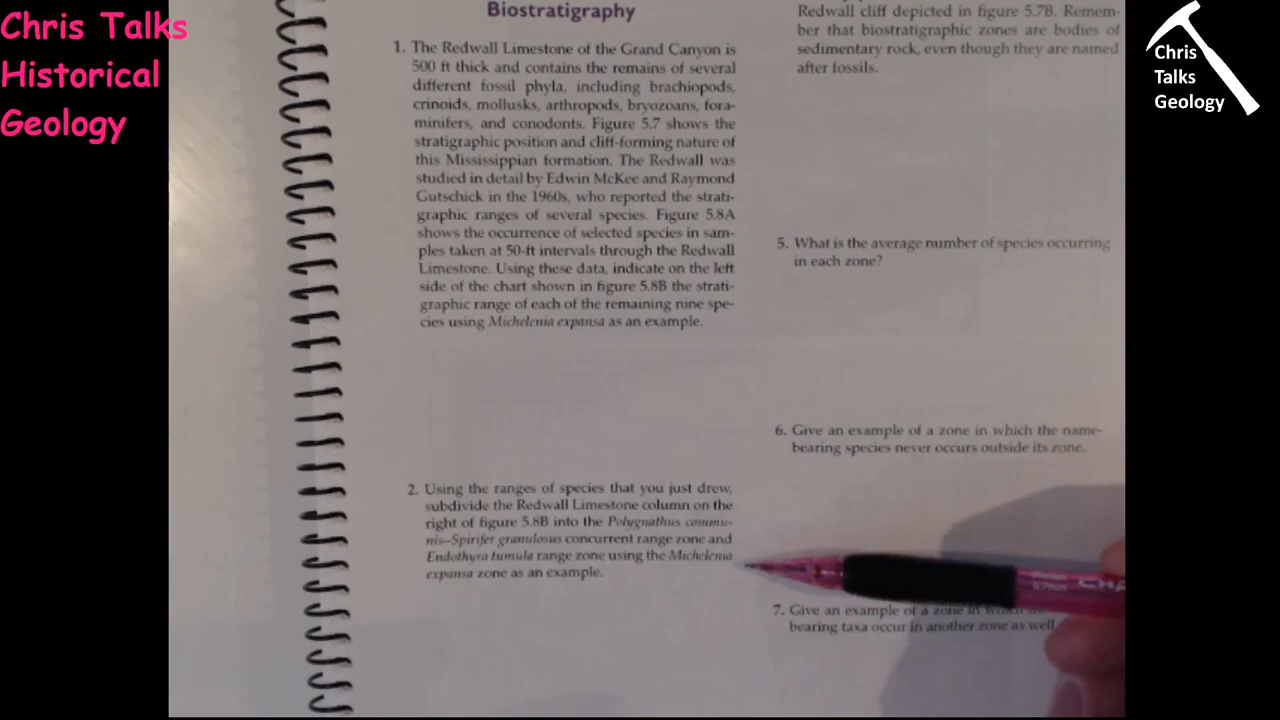 Chris Talks
Historical
Geology
Chris
Talks
Geology
Biostratigraphy
1. The Redwall Limestone of the Grand Canyon is
500 ft thick and contains the remains of several
different fossil phyla, including brachiopods,
crinoids, mollusks, arthropods, bryozoans, fora-
minifers, and conodonts. Figure 5.7 shows the
stratigraphic position and cliff-forming nature of
this Mississippian formation. The Redwall was
studied in detail by Edwin McKee and Raymond
Gutschick in the 1960s, who reported the strati-
graphic ranges of several species. Figure 5.8A
shows the occurrence of selected species in sam-
ples taken at 50-ft intervals through the Redwall
Limestone. Using these data, indicate on the left
side of the chart shown in figure 5.8B the strati-
graphic range of each of the remaining nine spe-
cies using Michelenia expansa as an example.
2. Using the ranges of species that you just drew,
subdivide the Redwall Limestone column on the
right of figure 5.8B into the Polygnathus commu-
nis–Spirifer granulosus concurrent range zone and
Endothyra tumula range zone using the Michelenia
expansa zone as an example.
Redwall cliff depicted in figure 5.7B. Remem-
ber that biostratigraphic zones are bodies of
sedimentary rock, even though they are named
after fossils.
5. What is the average number of species occurring
in each zone?
6. Give an example of a zone in which the name-
bearing species never occurs outside its zone.
7. Give an example of a zone in
bearing taxa occur in another zone as well